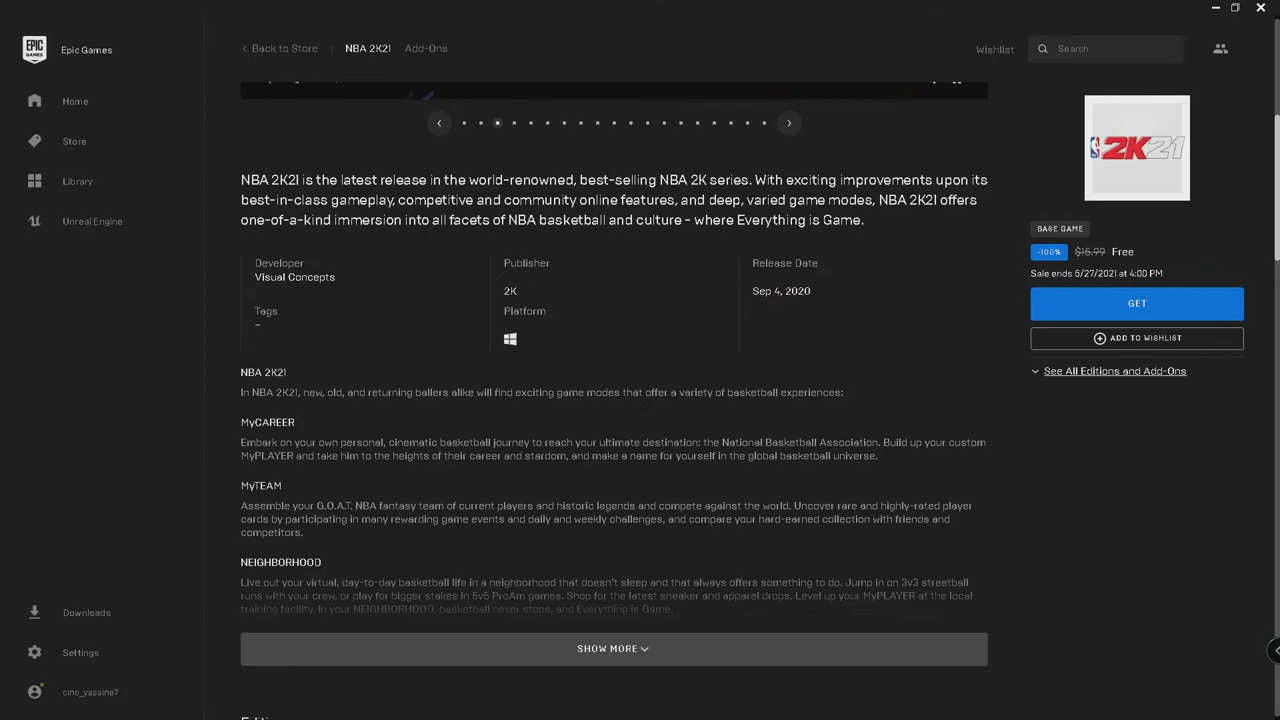 EPIC
GAMES
Epic Games
Home
Store
Library
Unreal Engine
Downloads
Settings
cino_yassine7
Back to Store
NBA 2K21
Add-Ons
Wishlist
Search
NBA 2K21 is the latest release in the world-renowned, best-selling NBA 2K series. With exciting improvements upon its
best-in-class gameplay, competitive and community online features, and deep, varied game modes, NBA 2K21 offers
one-of-a-kind immersion into all facets of NBA basketball and culture - where Everything is Game.
Developer
Visual Concepts
Publisher
2K
Release Date
Sep 4, 2020
Tags
-
Platform
NBA 2K21
In NBA 2K21, new, old, and returning ballers alike will find exciting game modes that offer a variety of basketball experiences:
MyCAREER
Embark on your own personal, cinematic basketball journey to reach your ultimate destination: the National Basketball Association. Build up your custom
MyPLAYER and take him to the heights of their career and stardom, and make a name for yourself in the global basketball universe.
MyTEAM
Assemble your G.O.A.T. NBA fantasy team of current players and historic legends and compete against the world. Uncover rare and highly-rated player
cards by participating in many rewarding game events and daily and weekly challenges, and compare your hard-earned collection with friends and
competitors.
NEIGHBORHOOD
Live out your virtual, day-to-day basketball life in a neighborhood that doesn't sleep and that always offers something to do. Jump in on 3v3 streetball
runs with your crew, or play for bigger stakes in 5v5 ProAm games. Shop for the latest sneaker and apparel drops. Level up your MyPLAYER at the local
training facility. In your NEIGHBORHOOD, basketball never stops, and Everything is Game.
SHOW MORE
2K21
BASE GAME
-100% $15.99 Free
Sale ends 5/27/2021 at 4:00 PM
GET
ADD TO WISHLIST
See All Editions and Add-Ons